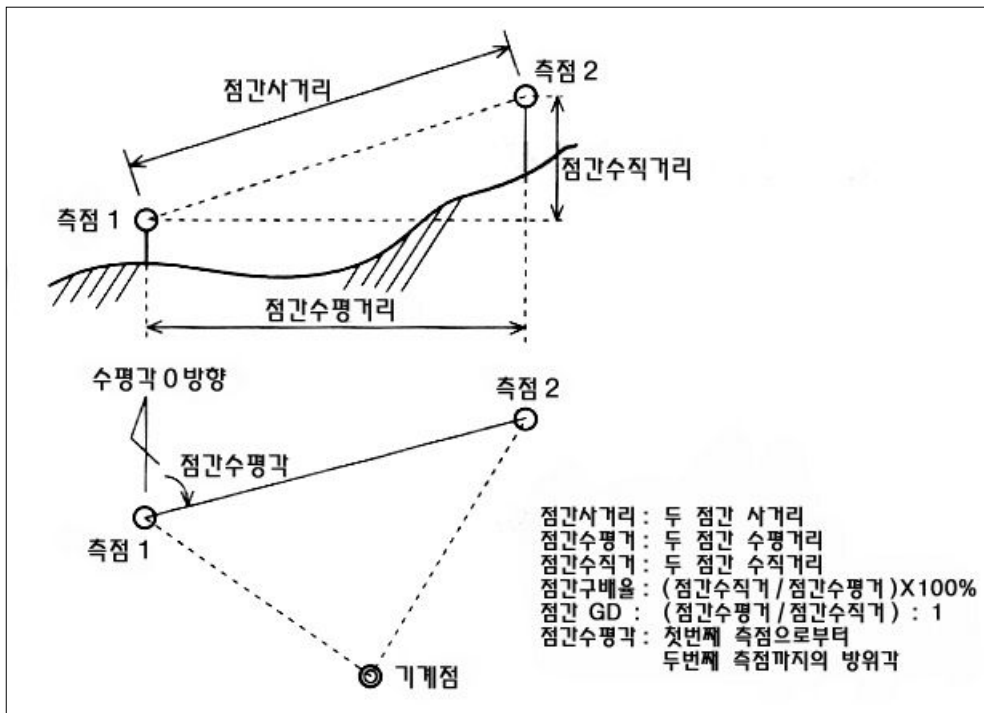 측점 2
점간사거리
점간수직거리
측점 1
점간수평거리
수평각 0 방향
측점 2
점간수평각
측점 1
기계점
점간사거리 : 두 점간 사거리
점간수평거 : 두 점간 수평거리
점간수직거 : 두 점간 수직거리
점간구배율 : (점간수직거 / 점간수평거 ) X 100%
점간 GD : (점간수평거 / 점간수직거 ) : 1
점간수평각 : 첫번째 측점으로부터
두번째 측점까지의 방위각